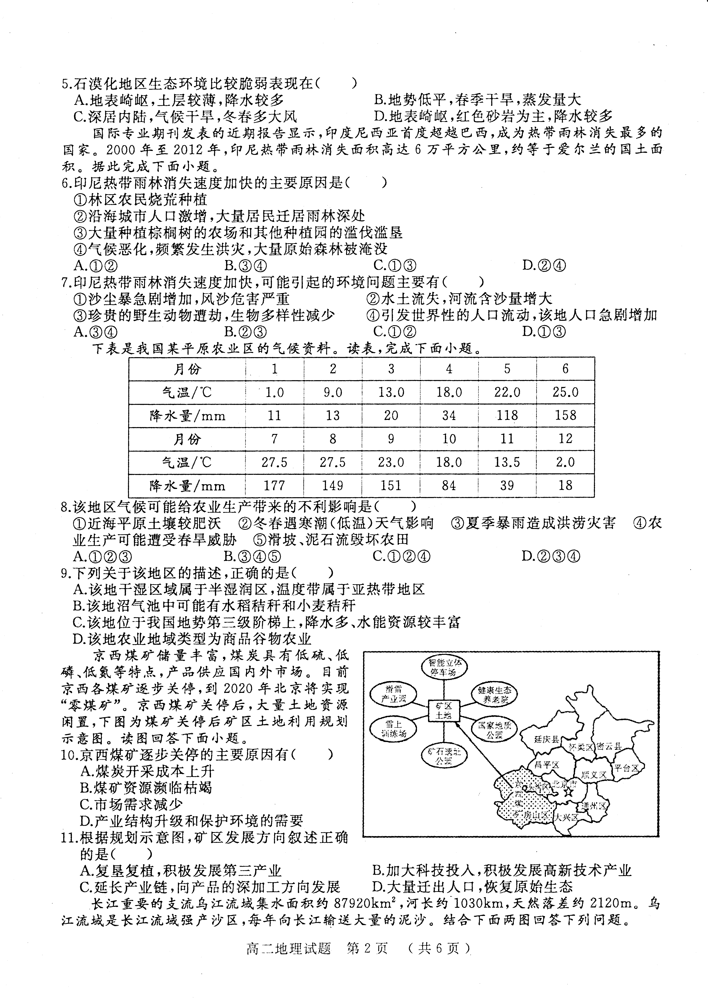 5.石漠化地区生态环境比较脆弱表现在(　　)
A.地表崎岖,土层较薄,降水较多　　B.地势低平,春季干旱,蒸发量大
C.深居内陆,气候干旱,冬春多大风　　D.地表崎岖,红色砂岩为主,降水较多
国际专业期刊发表的近期报告显示,印度尼西亚首度超越巴西,成为热带雨林消失最多的
国家。2000年至2012年,印尼热带雨林消失面积高达6万平方公里,约等于爱尔兰的国土面
积。据此完成下面小题。
6.印尼热带雨林消失速度加快的主要原因是(　　)
①林区农民烧荒种植
②沿海城市人口激增,大量居民迁居雨林深处
③大量种植棕榈树的农场和其他种植园的滥伐滥垦
④气候恶化,频繁发生洪灾,大量原始森林被淹没
A.①②　　B.③④　　C.①③　　D.②④
7.印尼热带雨林消失速度加快,可能引起的环境问题主要有(　　)
①沙尘暴急剧增加,风沙危害严重　　②水土流失,河流含沙量增大
③珍贵的野生动物遭劫,生物多样性减少　　④引发世界性的人口流动,该地人口急剧增加
A.③④　　B.②③　　C.①②　　D.①③
下表是我国某平原农业区的气候资料。读表,完成下面小题。
月份 1 2 3 4 5 6
气温/℃ 1.0 9.0 13.0 18.0 22.0 25.0
降水量/mm 11 13 20 34 118 158
月份 7 8 9 10 11 12
气温/℃ 27.5 27.5 23.0 18.0 13.5 2.0
降水量/mm 177 149 151 84 39 18
8.该地区气候可能给农业生产带来的不利影响是(　　)
①近海平原土壤较肥沃　②冬春遇寒潮(低温)天气影响　③夏季暴雨造成洪涝灾害　④农
业生产可能遭受春旱威胁　⑤滑坡、泥石流毁坏农田
A.①②③　　B.③④⑤　　C.①②④　　D.②③④
9.下列关于该地区的描述,正确的是(　　)
A.该地干湿区域属于半湿润区,温度带属于亚热带地区
B.该地沼气池中可能有水稻秸秆和小麦秸秆
C.该地位于我国地势第三级阶梯上,降水多、水能资源较丰富
D.该地农业地域类型为商品谷物农业
京西煤矿储量丰富,煤炭具有低硫、低
磷、低氮等特点,产品供应国内外市场。目前
京西各煤矿逐步关停,到2020年北京将实现
“零煤矿”。京西煤矿关停后,大量土地资源
闲置,下图为煤矿关停后矿区土地利用规划
示意图。读图回答下面小题。
10.京西煤矿逐步关停的主要原因有(　　)
A.煤炭开采成本上升
B.煤矿资源濒临枯竭
C.市场需求减少
D.产业结构升级和保护环境的需要
11.根据规划示意图,矿区发展方向叙述正确
的是(　　)
智能立体
停车场
滑雪
产业园
健康生态
养老院
矿区
土地
雪上
训练场
国家地质
公园
矿石遗址
公园
延庆县
怀柔区
密云县
昌平区
顺义区
平台区
北京市
京西煤矿
房山区
大兴区
通州区
A.复垦复植,积极发展第三产业　　B.加大科技投入,积极发展高新技术产业
C.延长产业链,向产品的深加工方向发展　　D.大量迁出人口,恢复原始生态
长江重要的支流乌江流域集水面积约87920km²,河长约1030km,天然落差约2120m。乌
江流域是长江流域强产沙区,每年向长江输送大量的泥沙。结合下面两图回答下列问题。
高二地理试题　第2页　(共6页)